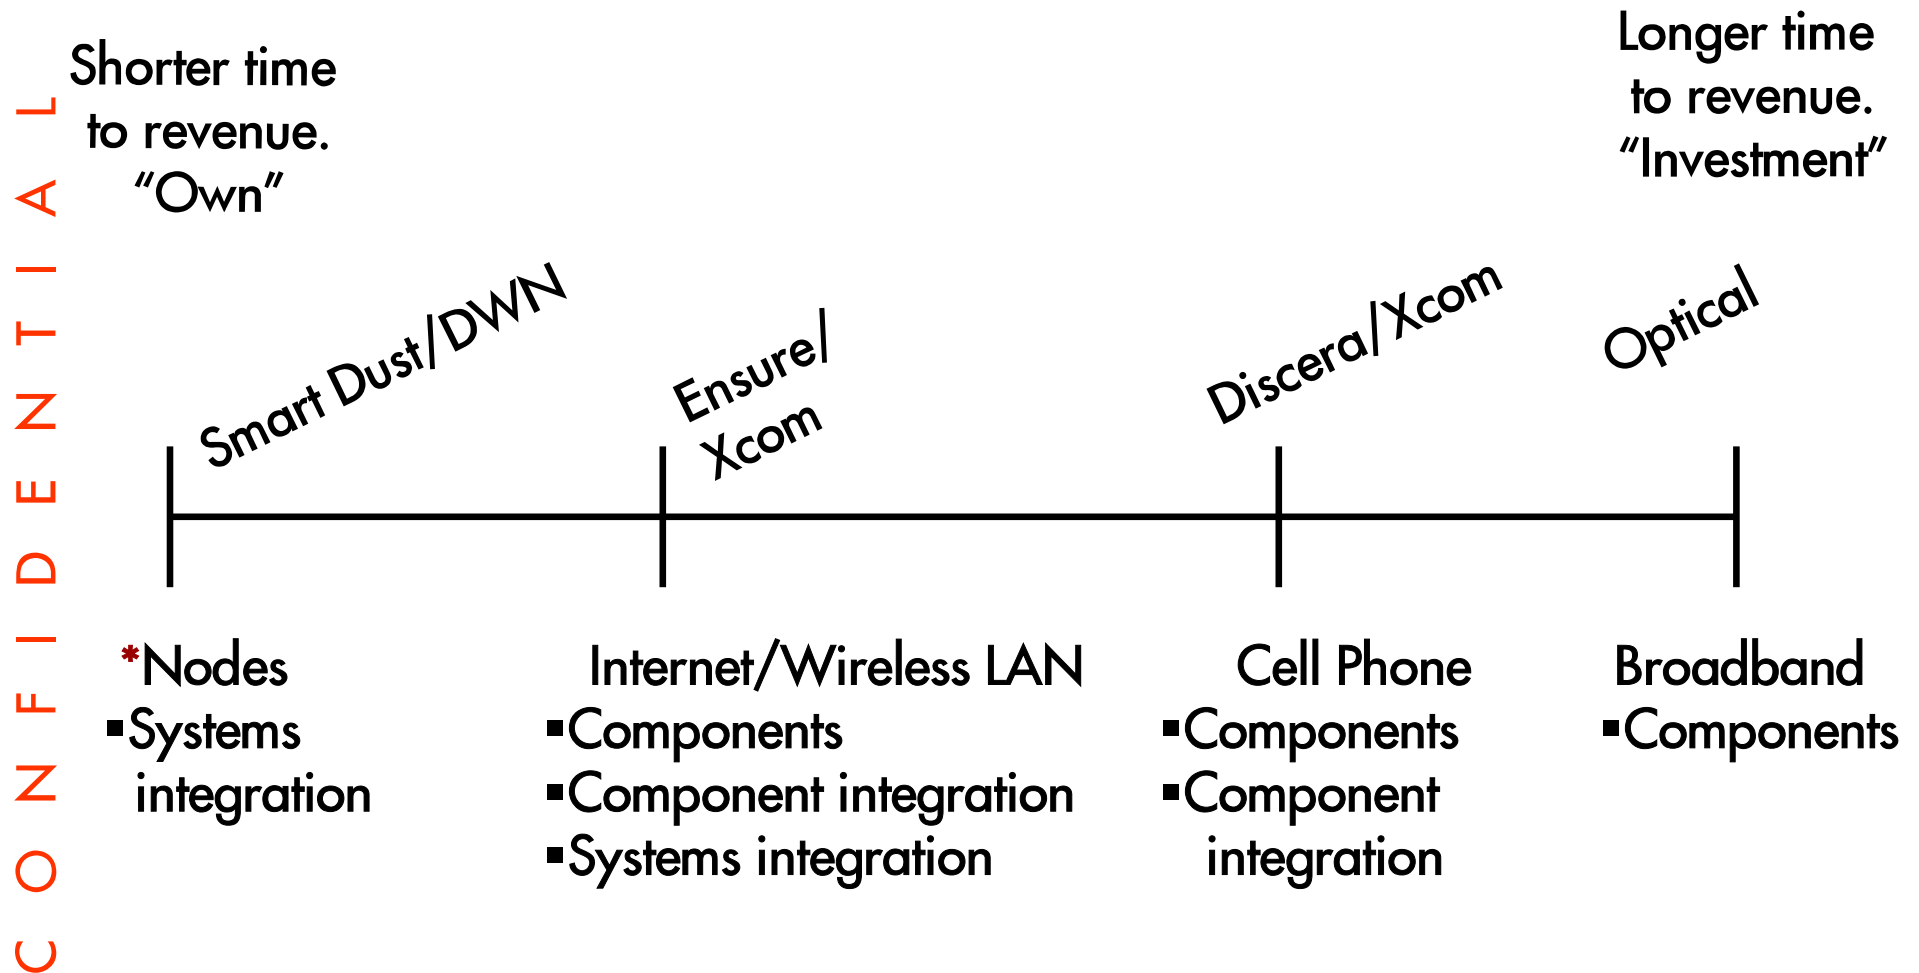 CONFIDENTIAL
Shorter time
to revenue.
“Own”
Longer time
to revenue.
“Investment”
Smart Dust/DWN
Ensure/
Xcom
Discera/Xcom
Optical
*Nodes
▪Systems
integration
Internet/Wireless LAN
▪Components
▪Component integration
▪Systems integration
Cell Phone
▪Components
▪Component
integration
Broadband
▪Components